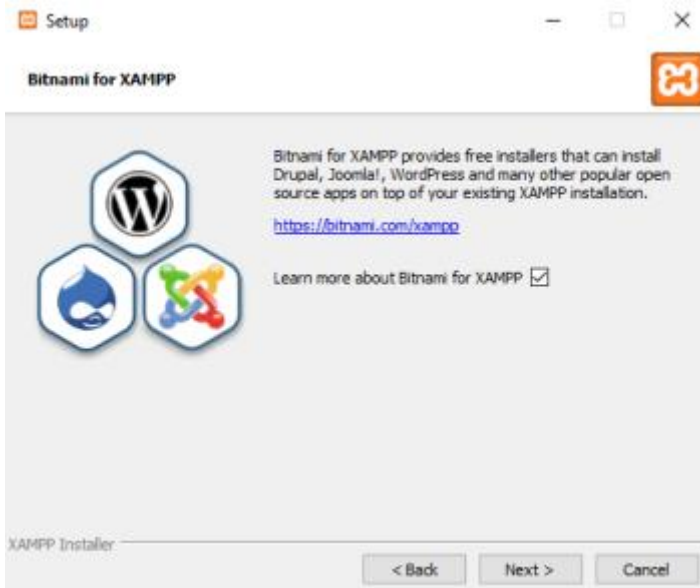 Setup
Bitnami for XAMPP
Bitnami for XAMPP provides free installers that can install
Drupal, Joomla!, WordPress and many other popular open
source apps on top of your existing XAMPP installation.
https://bitnami.com/xampp
Learn more about Bitnami for XAMPP
XAMPP Installer
< Back
Next >
Cancel